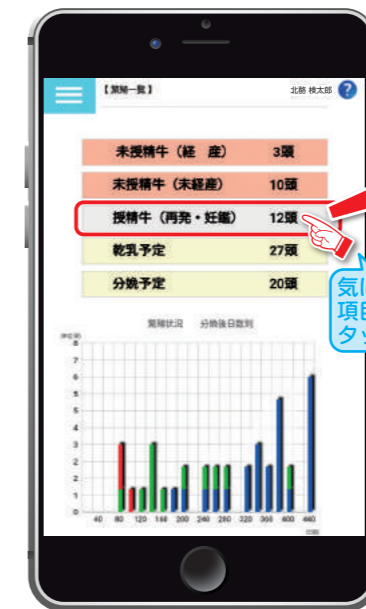 【繁殖一覧】
北酪 検太郎
?
未授精牛（経　産） 3頭
未授精牛（未経産） 10頭
授精牛（再発・妊鑑） 12頭
乾乳予定 27頭
分娩予定 20頭
気に
項目
タッ
繁殖状況　分娩後日数別
8
7
6
5
4
3
2
1
0
40 80 120 160 200 240 280 320 360 400 440